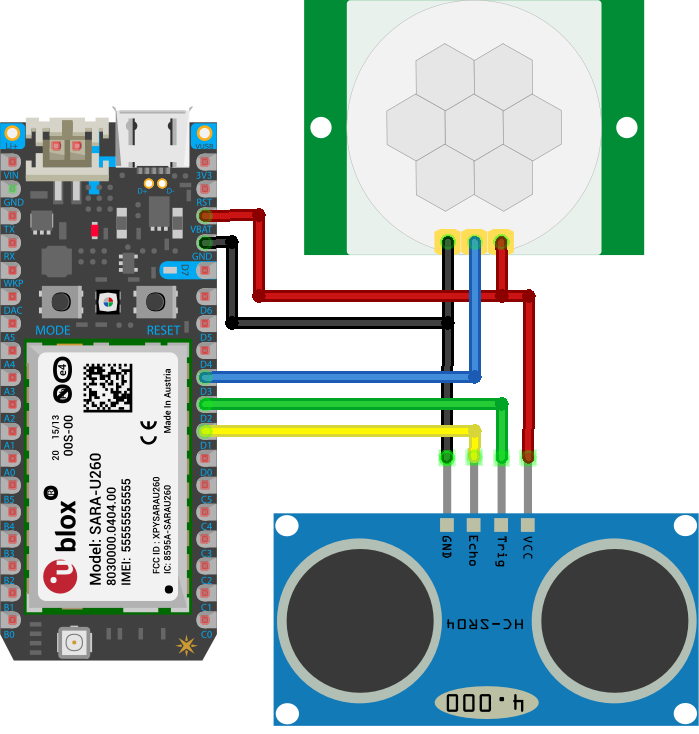 Li+
VUSB
VIN
3V3
D+
D-
GND
RST
TX
VBAT
RX
GND
D7
WKP
DAC
D6
MODE
RESET
A5
D5
A4
D4
A3
D3
A2
D2
A1
D1
A0
D0
B5
C5
B4
C4
B3
C3
B2
C2
B1
C1
B0
C0
e4
20 15/13
00S-00
Made in Austria
CE
ublox
Model: SARA-U260
8030000.0404.00
IMEI: 55555555555
FCC ID : XPYSARAU260
IC: 8595A-SARAU260
GND
Echo
Trig
VCC
HC-SR04
4.000